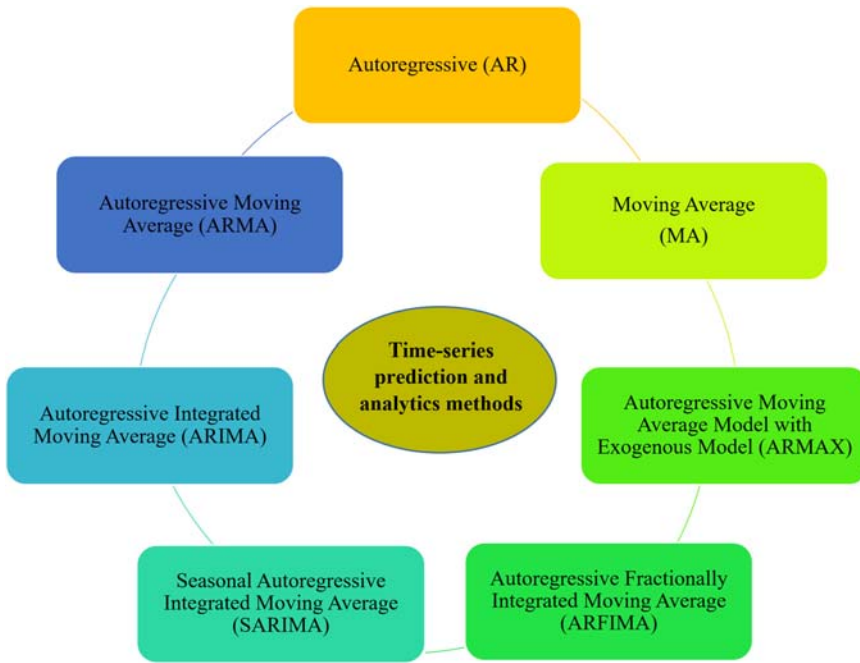 Autoregressive (AR)
Autoregressive Moving
Average (ARMA)
Moving Average
(MA)
Time-series
prediction and
analytics methods
Autoregressive Integrated
Moving Average (ARIMA)
Autoregressive Moving
Average Model with
Exogenous Model (ARMAX)
Seasonal Autoregressive
Integrated Moving Average
(SARIMA)
Autoregressive Fractionally
Integrated Moving Average
(ARFIMA)